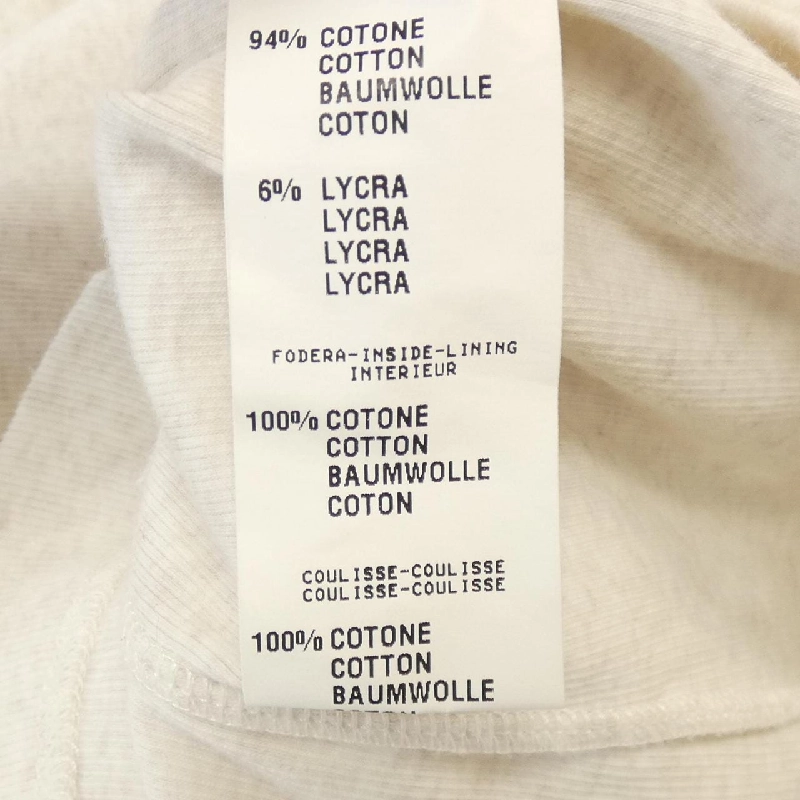 94% COTONE
COTTON
BAUMWOLLE
COTON
6% LYCRA
LYCRA
LYCRA
LYCRA
FODERA-INSIDE-LINING
INTERIEUR
100% COTONE
COTTON
BAUMWOLLE
COTON
COULISSE-COULISSE
COULISSE-COULISSE
100% COTONE
COTTON
BAUMWOLLE